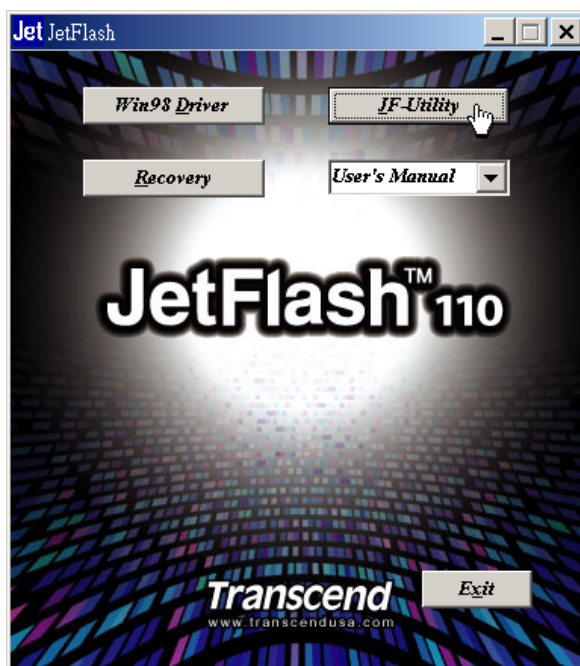 Jet JetFlash
Win98 Driver
JF-Utility
Recovery
User's Manual
JetFlash™ 110
Transcend
www.transcendusa.com
Exit